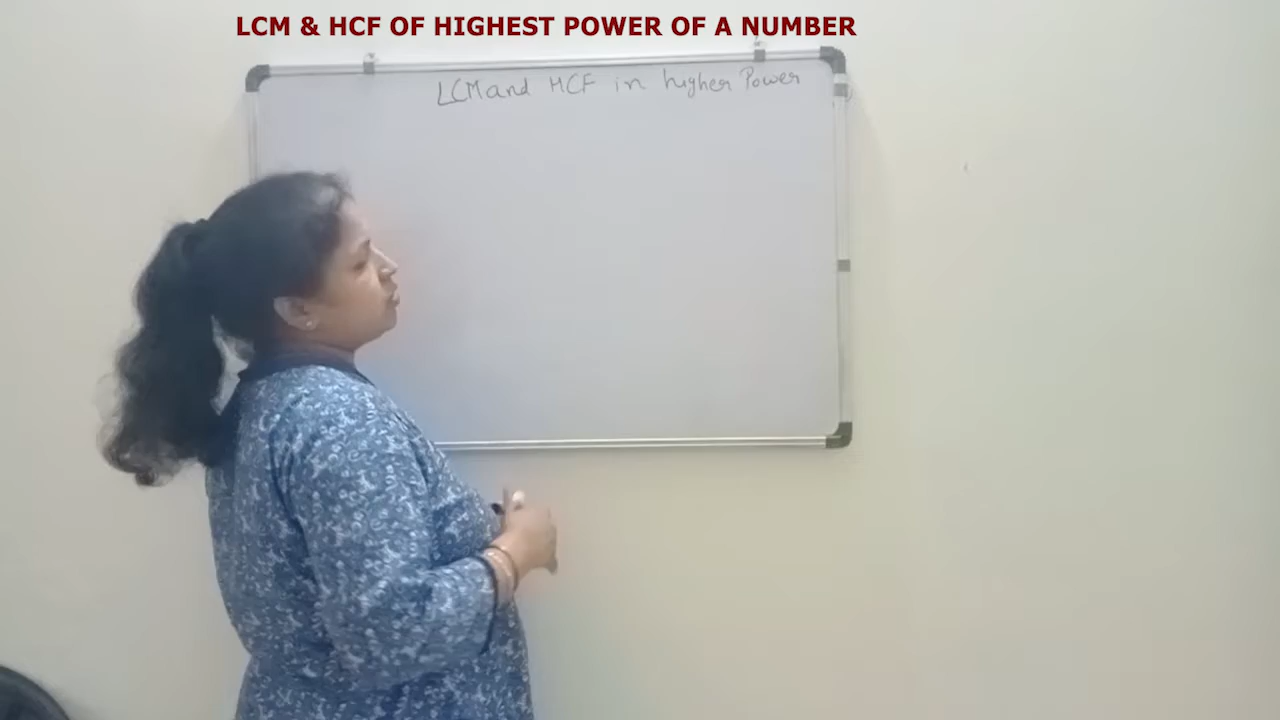 LCM & HCF OF HIGHEST POWER OF A NUMBER
LCM and HCF in higher Power